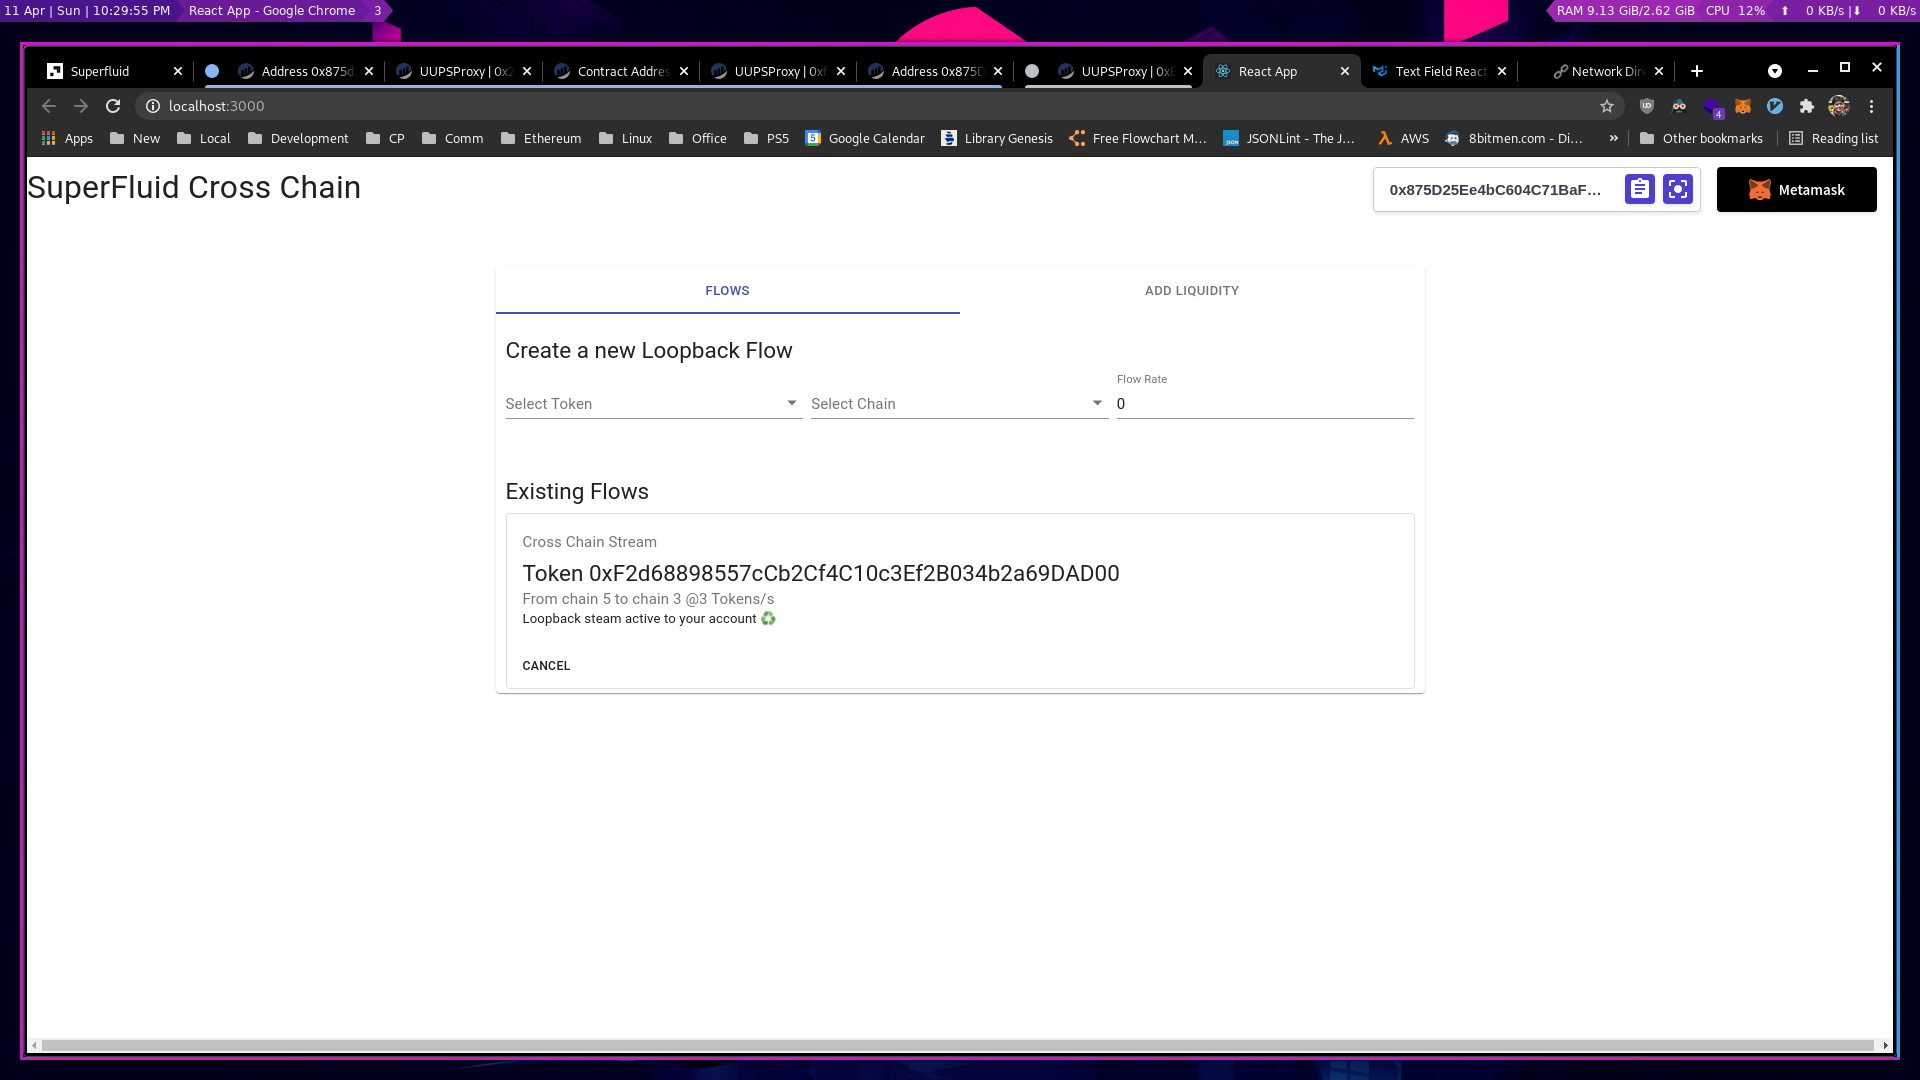 11 Apr | Sun | 10:29:55 PM React App - Google Chrome 3 RAM 9.13 GiB/2.62 GiB CPU 12% ⬆ 0 KB/s |⬇ 0 KB/s
Superfluid Address 0x875d UUPSProxy | 0x2 Contract Addres UUPSProxy | 0xf Address 0x875D UUPSProxy | 0xE React App Text Field React Network Dire
localhost:3000
4
Apps New Local Development CP Comm Ethereum Linux Office PS5 Google Calendar Library Genesis Free Flowchart M... JSONLint - The J... AWS 8bitmen.com - Di... » Other bookmarks Reading list
SuperFluid Cross Chain 0x875D25Ee4bC604C71BaF... Metamask
FLOWS ADD LIQUIDITY
Create a new Loopback Flow
Flow Rate
Select Token Select Chain 0
Existing Flows
Cross Chain Stream
Token 0xF2d68898557cCb2Cf4C10c3Ef2B034b2a69DAD00
From chain 5 to chain 3 @3 Tokens/s
Loopback steam active to your account ♻️
CANCEL